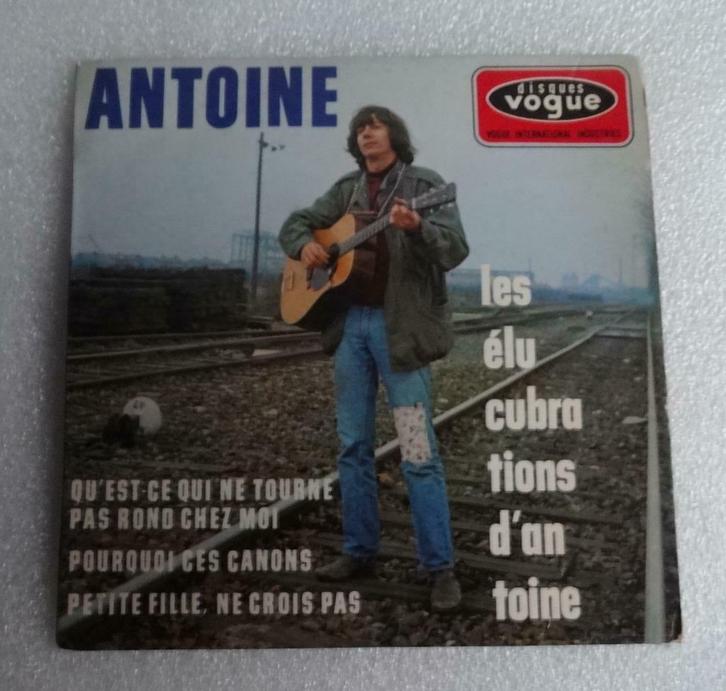 ANTOINE
disques
vogue
VOGUE INTERNATIONAL INDUSTRIES
les
élu
cubra
tions
d'an
toine
QU'EST-CE QUI NE TOURNE
PAS ROND CHEZ MOI
POURQUOI CES CANONS
PETITE FILLE, NE CROIS PAS